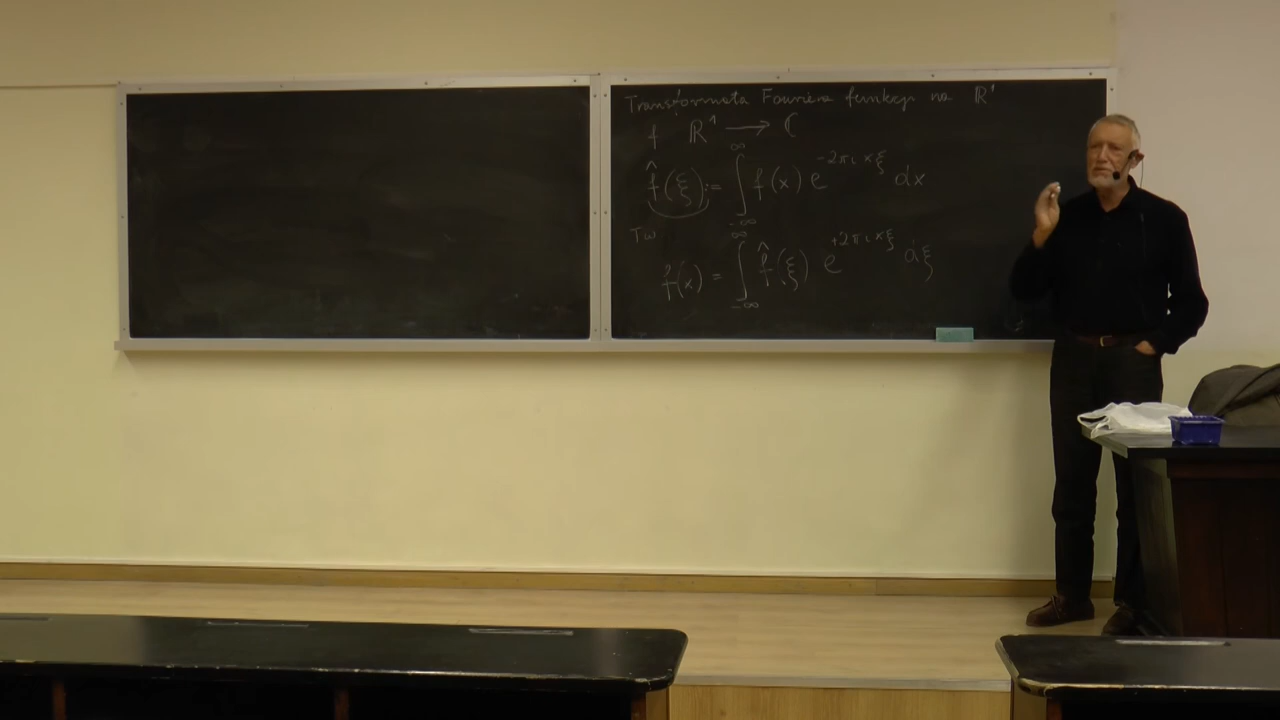 Transformata Fouriera funkcji na ℝ¹
f ℝ¹ ⟶ ℂ
f̂(ξ) := ∫_{-∞}^{∞} f(x) e^{-2πixξ} dx
Tw
f(x) = ∫_{-∞}^{∞} f̂(ξ) e^{+2πixξ} dξ